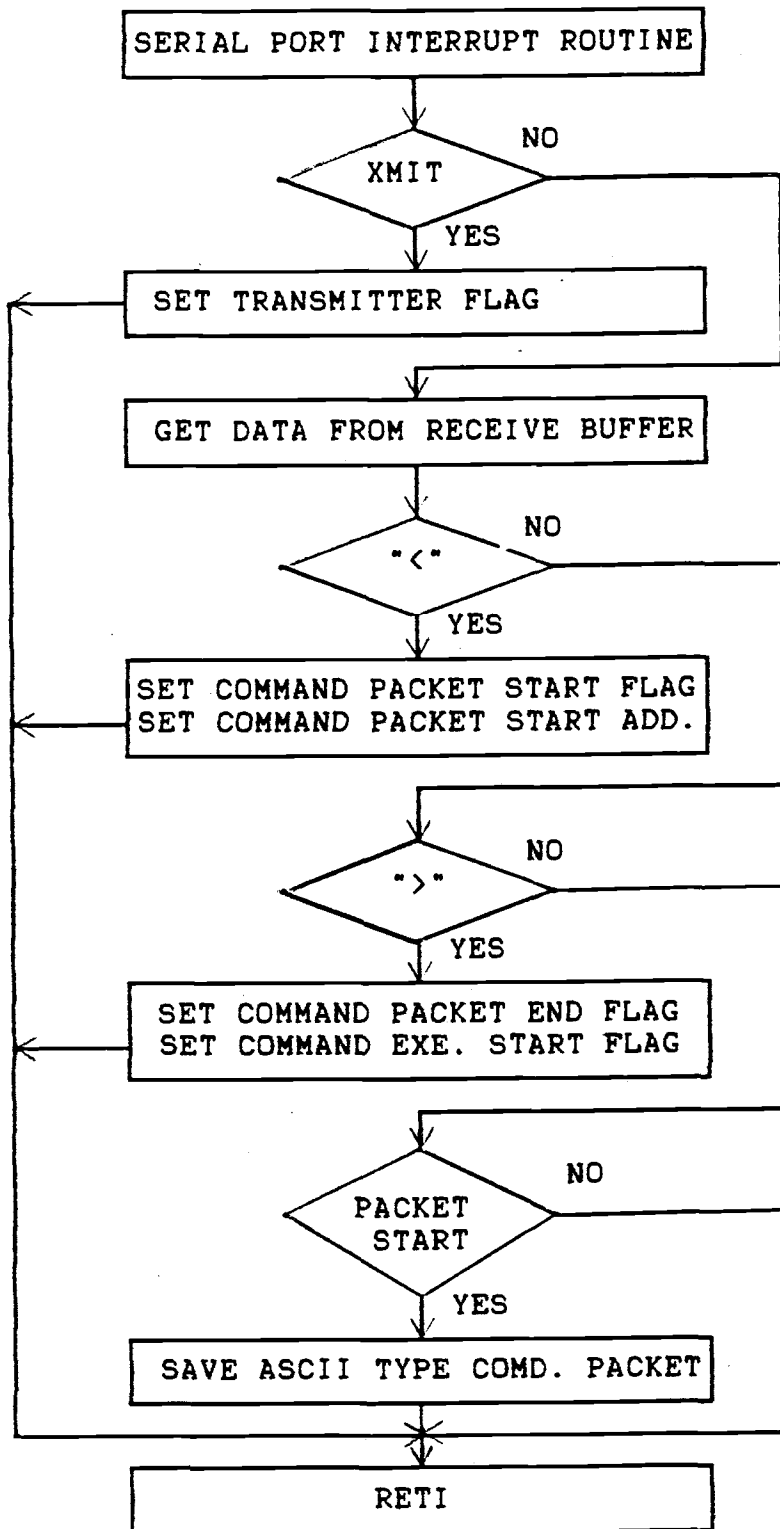 SERIAL PORT INTERRUPT ROUTINE
NO
XMIT
YES
SET TRANSMITTER FLAG
GET DATA FROM RECEIVE BUFFER
NO
"<"
YES
SET COMMAND PACKET START FLAG
SET COMMAND PACKET START ADD.
NO
">"
YES
SET COMMAND PACKET END FLAG
SET COMMAND EXE. START FLAG
NO
PACKET
START
YES
SAVE ASCII TYPE COMD. PACKET
RETI